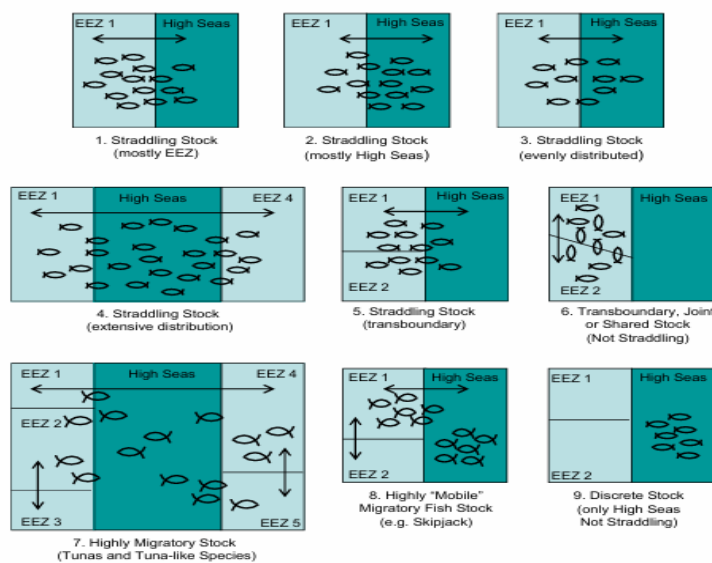 EEZ 1 High Seas
1. Straddling Stock
(mostly EEZ)
EEZ 1 High Seas
2. Straddling Stock
(mostly High Seas)
EEZ 1 High Seas
3. Straddling Stock
(evenly distributed)
EEZ 1 High Seas EEZ 4
4. Straddling Stock
(extensive distribution)
EEZ 1 High Seas
EEZ 2
5. Straddling Stock
(transboundary)
EEZ 1 High Seas
EEZ 2
6. Transboundary, Joint
or Shared Stock
(Not Straddling)
EEZ 1 High Seas EEZ 4
EEZ 2
EEZ 3 EEZ 5
7. Highly Migratory Stock
(Tunas and Tuna-like Species)
EEZ 1 High Seas
EEZ 2
8. Highly "Mobile"
Migratory Fish Stock
(e.g. Skipjack)
EEZ 1 High Seas
EEZ 2
9. Discrete Stock
(only High Seas
Not Straddling)